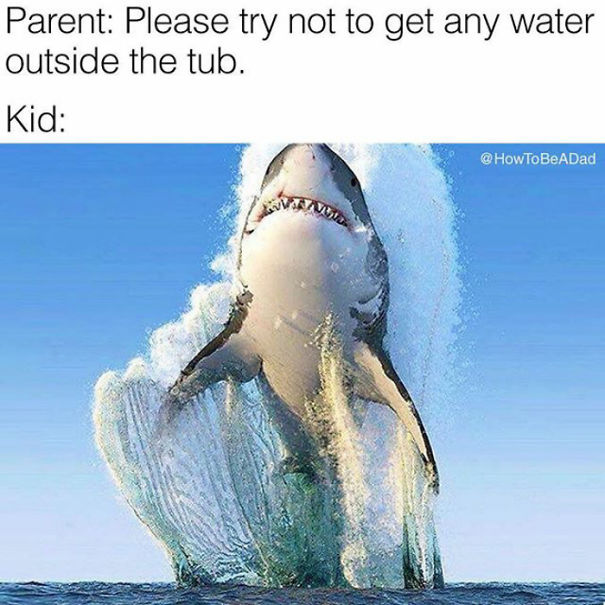 Parent: Please try not to get any water
outside the tub.
Kid:
@HowToBeADad